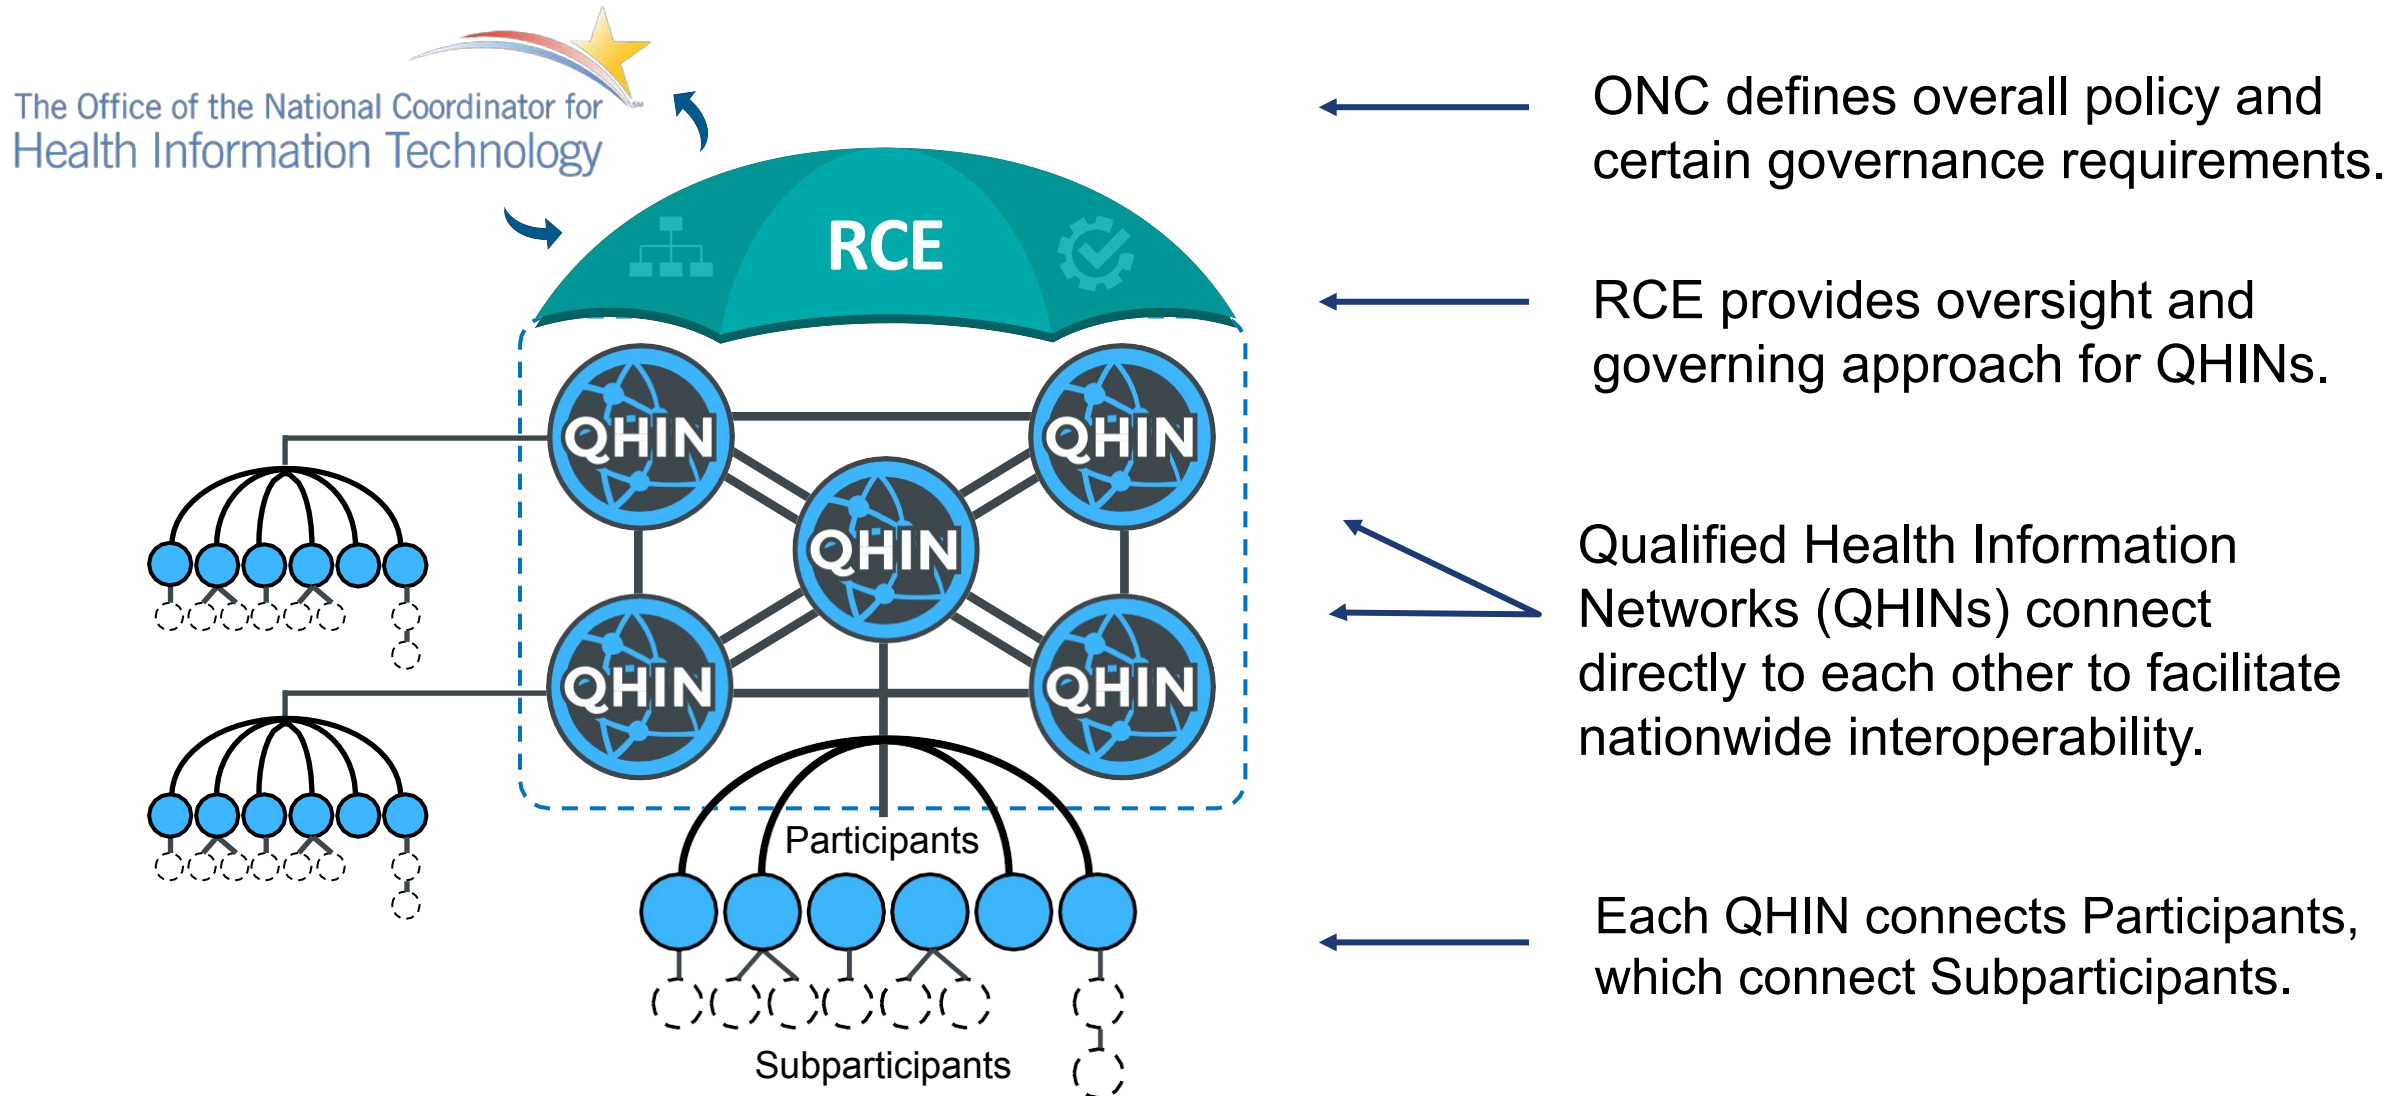 The Office of the National Coordinator for
Health Information Technology
SM
ONC defines overall policy and
certain governance requirements.
RCE
RCE provides oversight and
governing approach for QHINs.
QHIN
QHIN
QHIN
QHIN
QHIN
Qualified Health Information
Networks (QHINs) connect
directly to each other to facilitate
nationwide interoperability.
Participants
Each QHIN connects Participants,
which connect Subparticipants.
Subparticipants